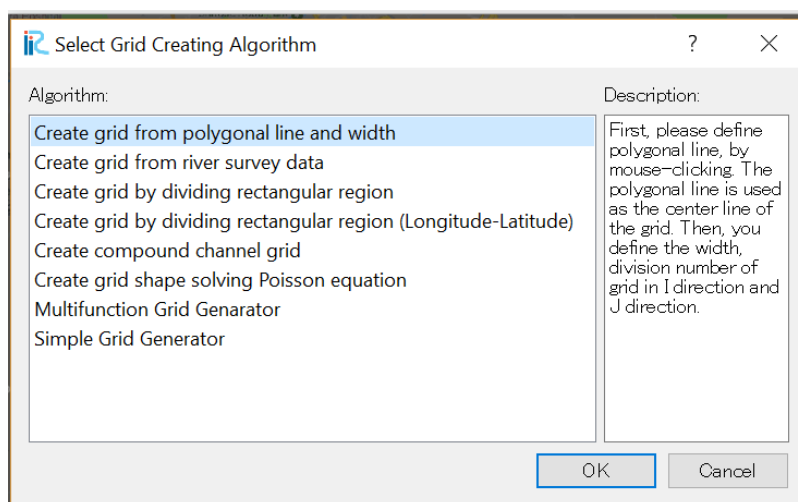 iRC Select Grid Creating Algorithm ? ×
Algorithm:
Create grid from polygonal line and width
Create grid from river survey data
Create grid by dividing rectangular region
Create grid by dividing rectangular region (Longitude-Latitude)
Create compound channel grid
Create grid shape solving Poisson equation
Multifunction Grid Genarator
Simple Grid Generator
Description:
First, please define
polygonal line, by
mouse-clicking. The
polygonal line is used
as the center line of
the grid. Then, you
define the width,
division number of
grid in I direction and
J direction.
OK
Cancel